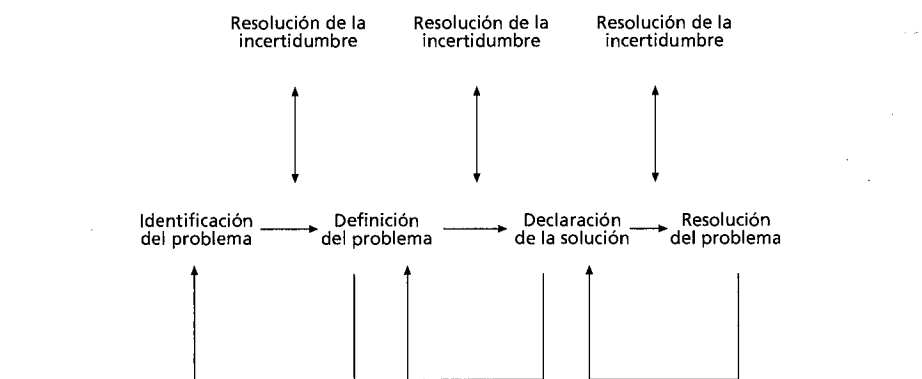 Resolución de la
incertidumbre
Resolución de la
incertidumbre
Resolución de la
incertidumbre
Identificación
del problema
Definición
del problema
Declaración
de la solución
Resolución
del problema